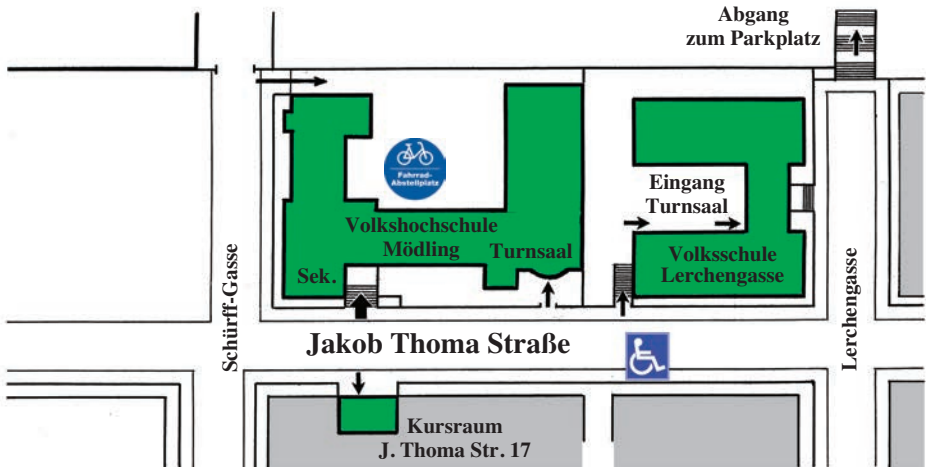 Abgang
zum Parkplatz
Fahrrad-
Abstellplatz
Eingang
Turnsaal
Volkshochschule
Mödling
Turnsaal
Volksschule
Lerchengasse
Sek.
Schürff-Gasse
Lerchengasse
Jakob Thoma Straße
Kursraum
J. Thoma Str. 17